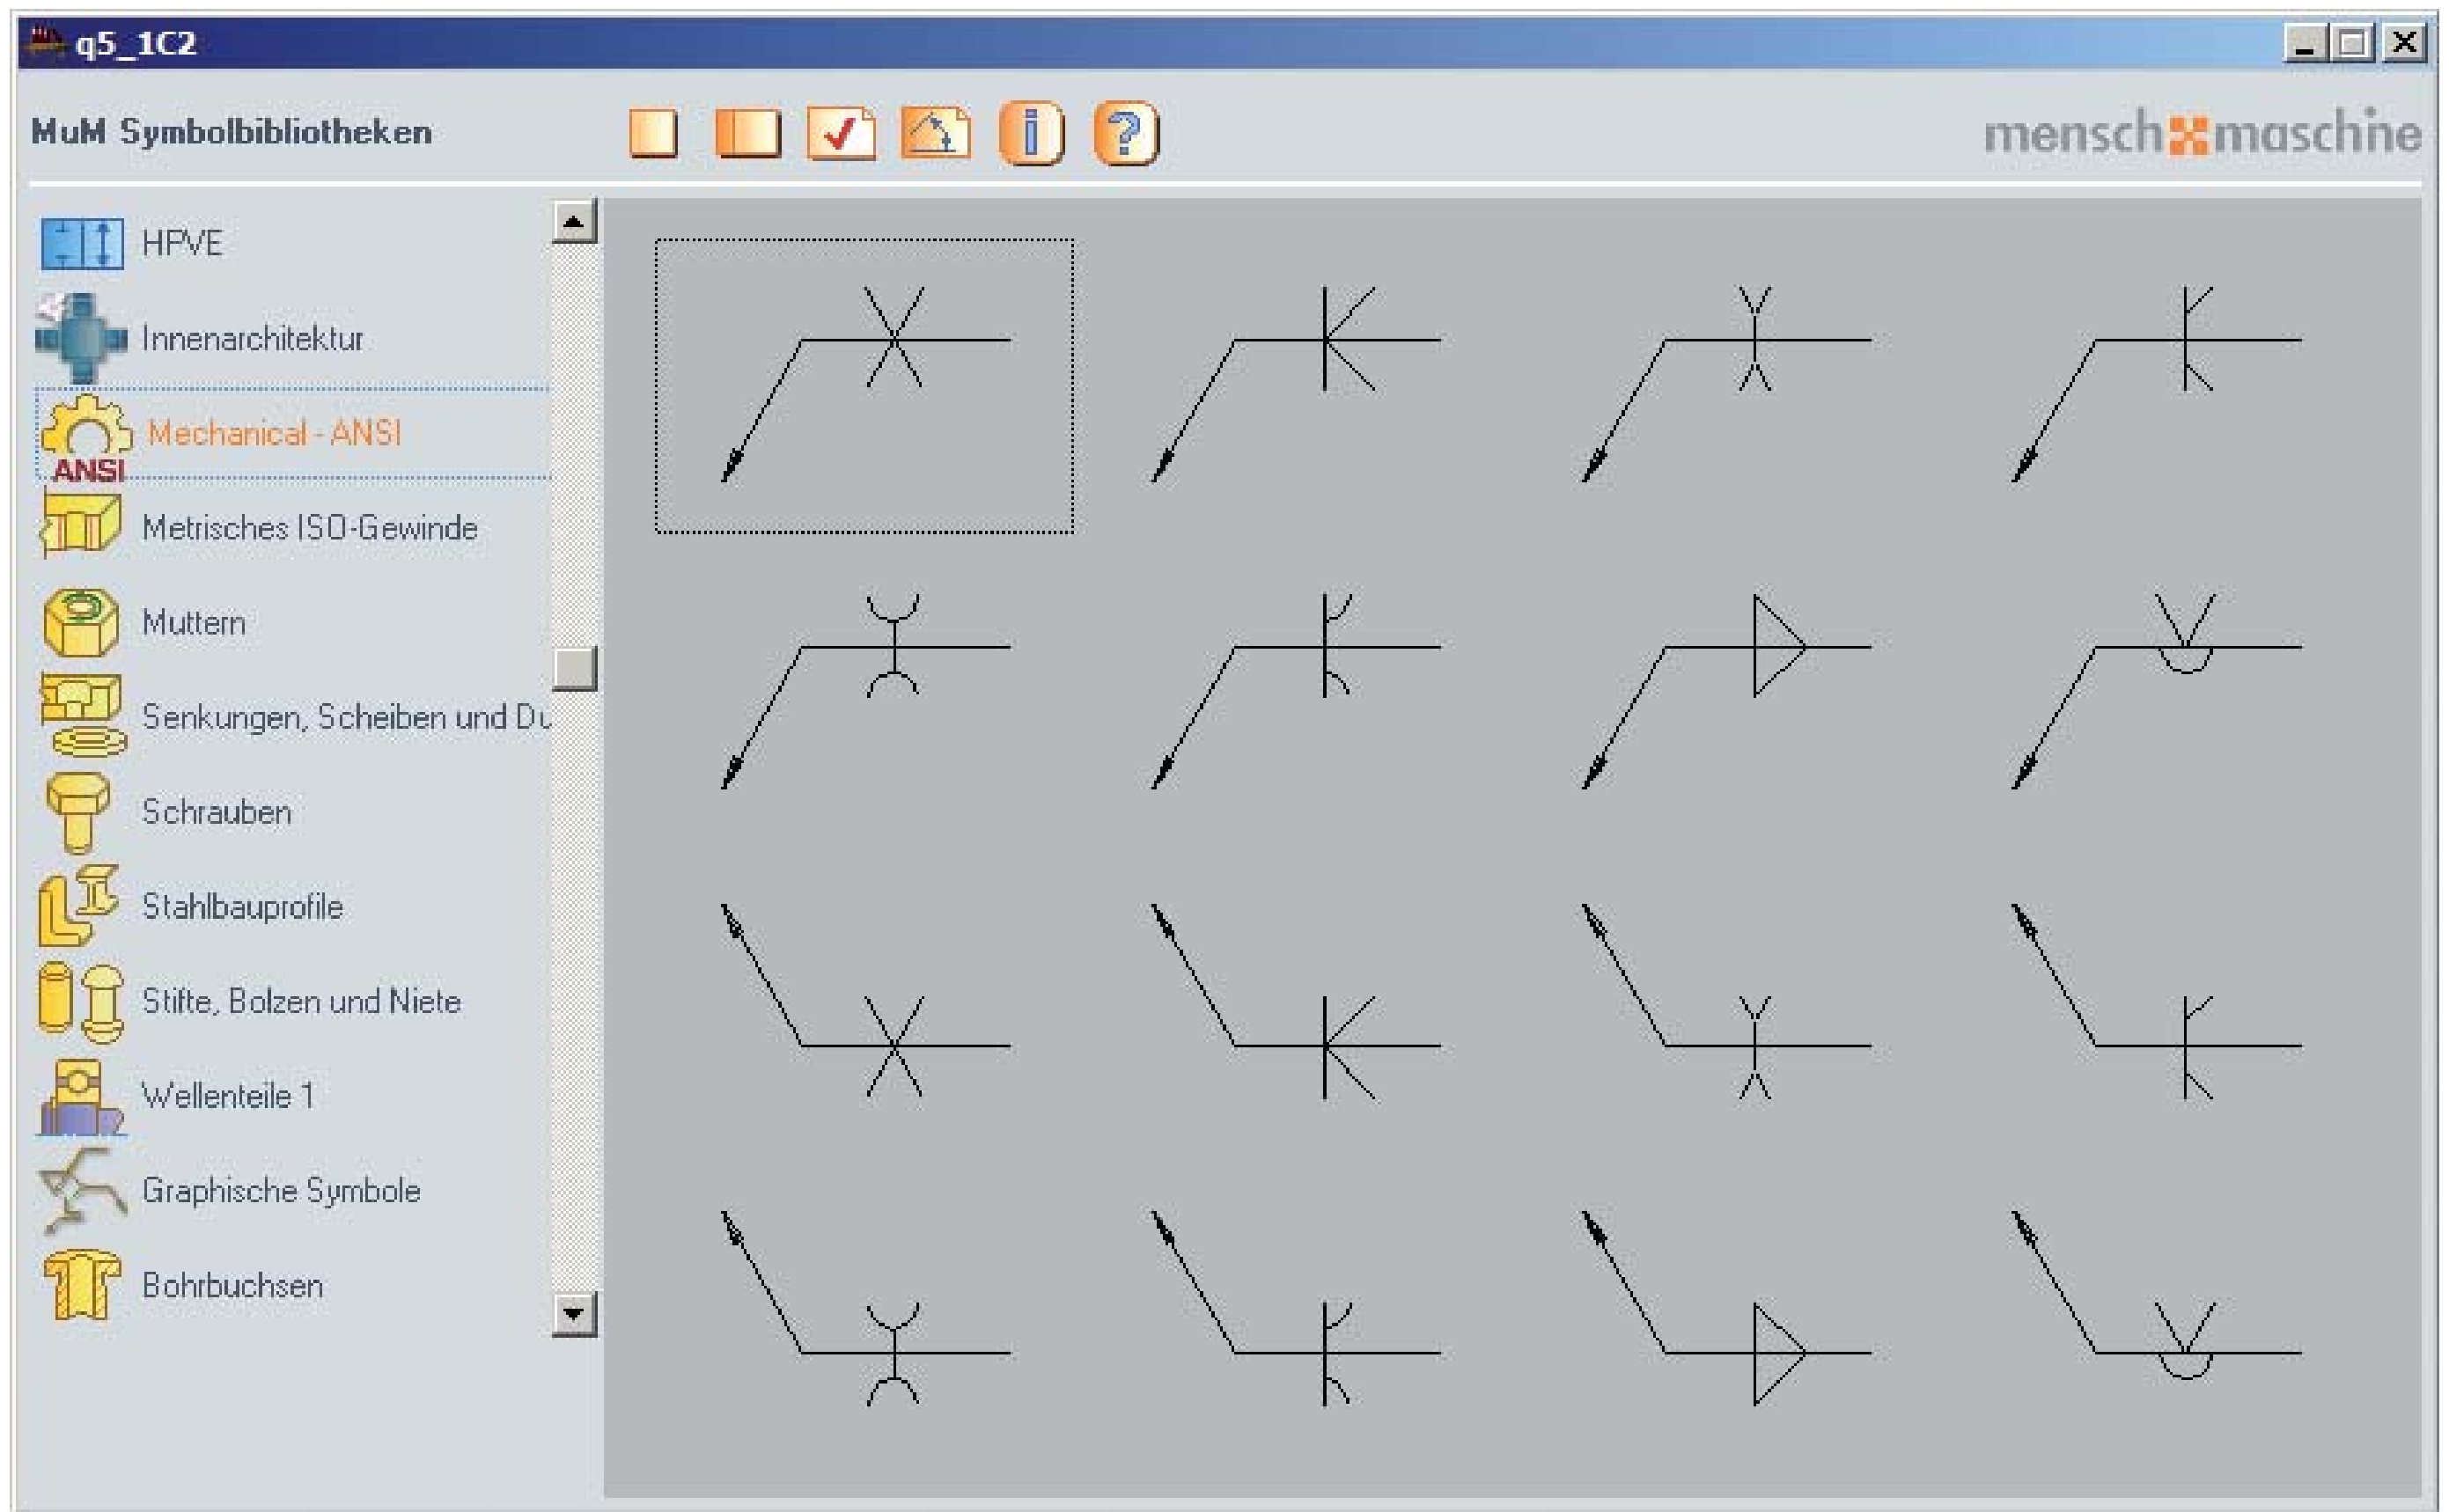 q5_1C2
MuM Symbolbibliotheken
mensch maschine
HPVE
Innenarchitektur
Mechanical - ANSI
ANSI
Metrisches ISO-Gewinde
Muttern
Senkungen, Scheiben und Du
Schrauben
Stahlbauprofile
Stifte, Bolzen und Niete
Wellenteile 1
Graphische Symbole
Bohrbuchsen